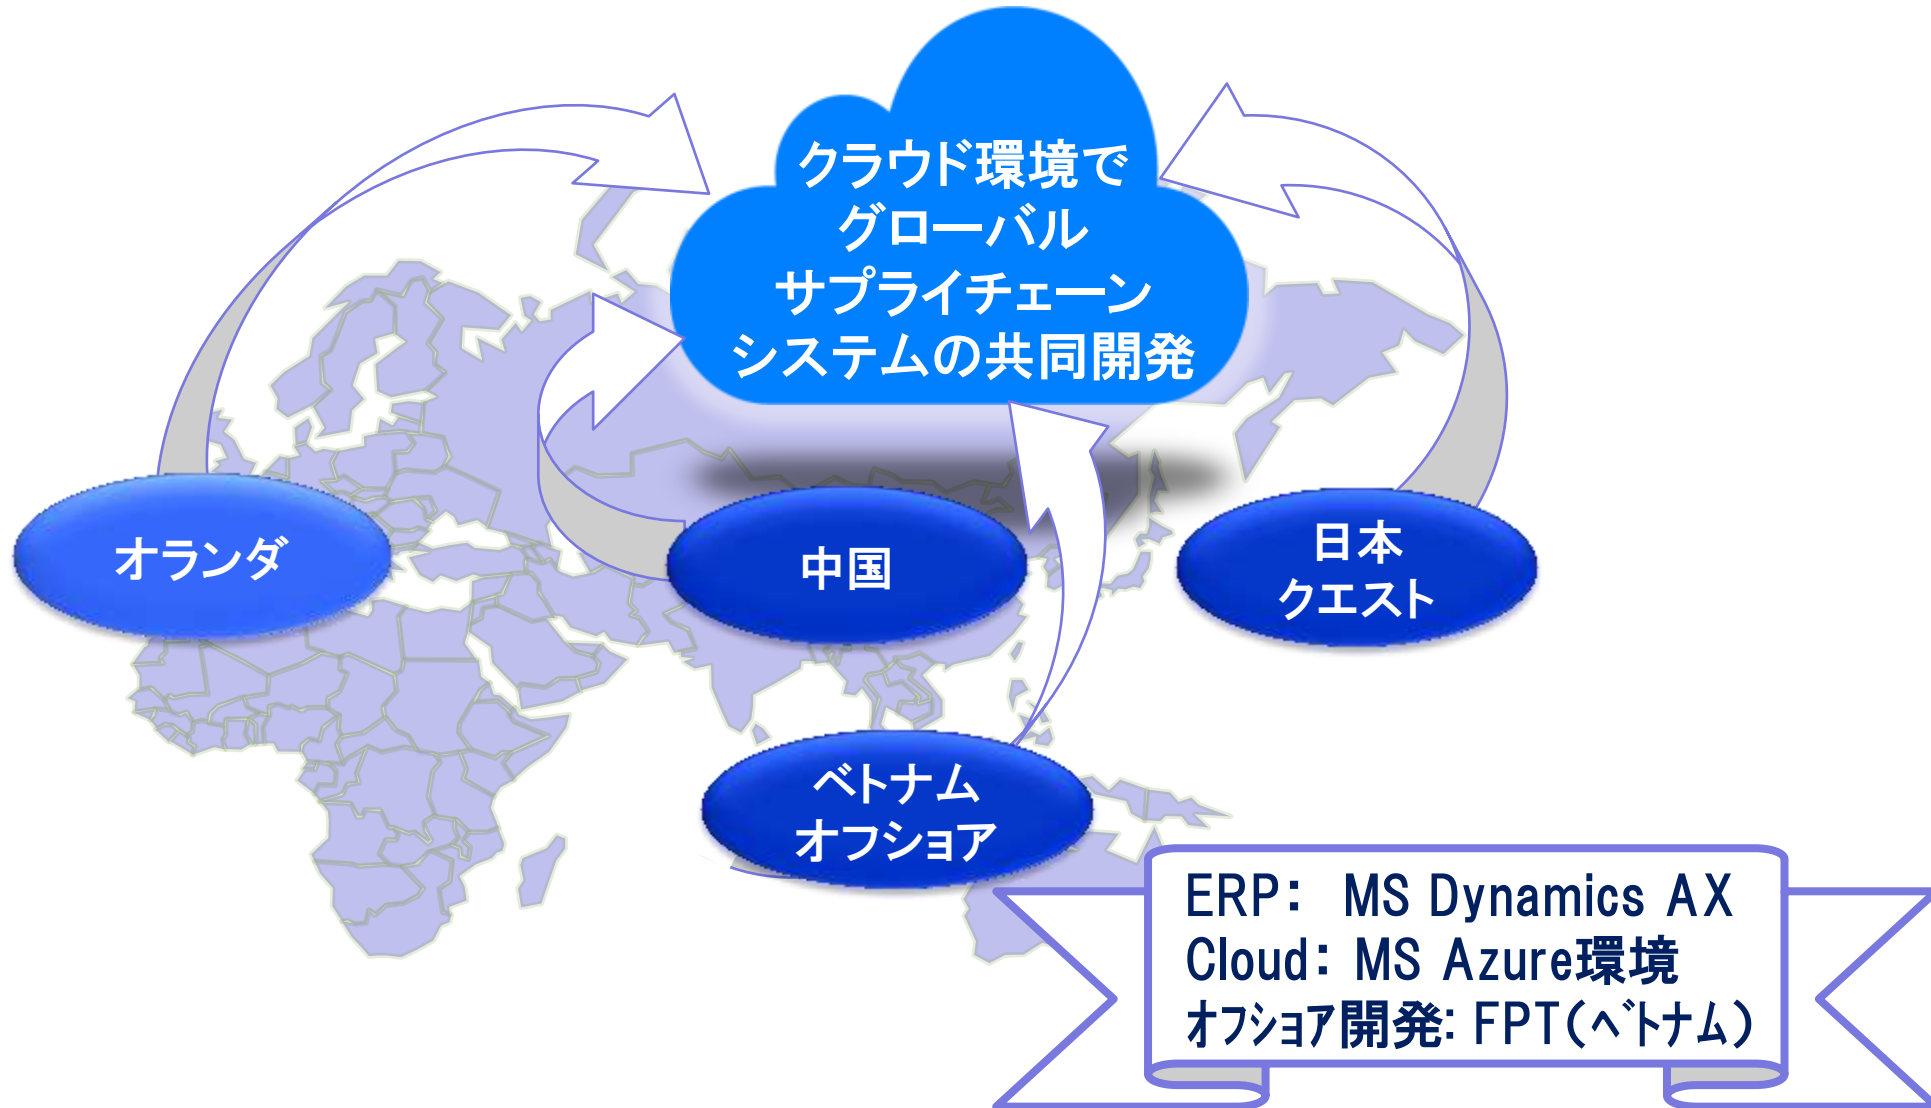 クラウド環境で
グローバル
サプライチェーン
システムの共同開発
オランダ
中国
日本
クエスト
ベトナム
オフショア
ERP： MS Dynamics AX
Cloud： MS Azure環境
ｵﾌｼｮｱ開発: FPT(ﾍﾞﾄﾅﾑ)